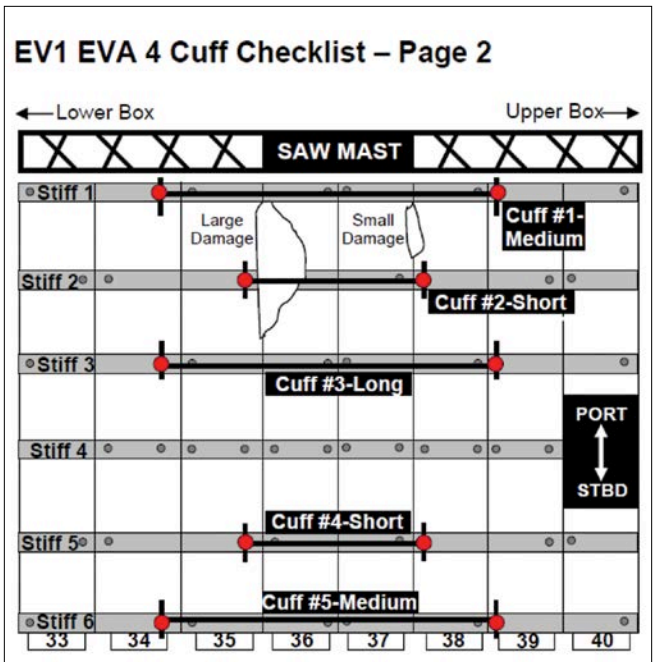 EV1 EVA 4 Cuff Checklist – Page 2
Lower Box
Upper Box
SAW MAST
Stiff 1
Large
Damage
Small
Damage
Cuff #1-
Medium
Stiff 2
Cuff #2-Short
Stiff 3
Cuff #3-Long
PORT
STBD
Stiff 4
Cuff #4-Short
Stiff 5
Cuff #5-Medium
Stiff 6
33 34 35 36 37 38 39 40